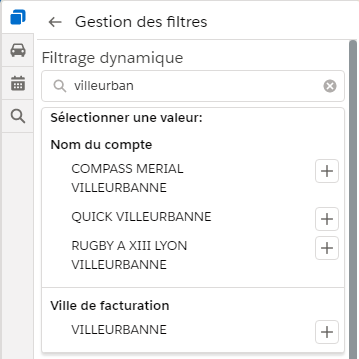 Gestion des filtres
Filtrage dynamique
villeurban
Sélectionner une valeur:
Nom du compte
COMPASS MERIAL
VILLEURBANNE
QUICK VILLEURBANNE
RUGBY A XIII LYON
VILLEURBANNE
Ville de facturation
VILLEURBANNE